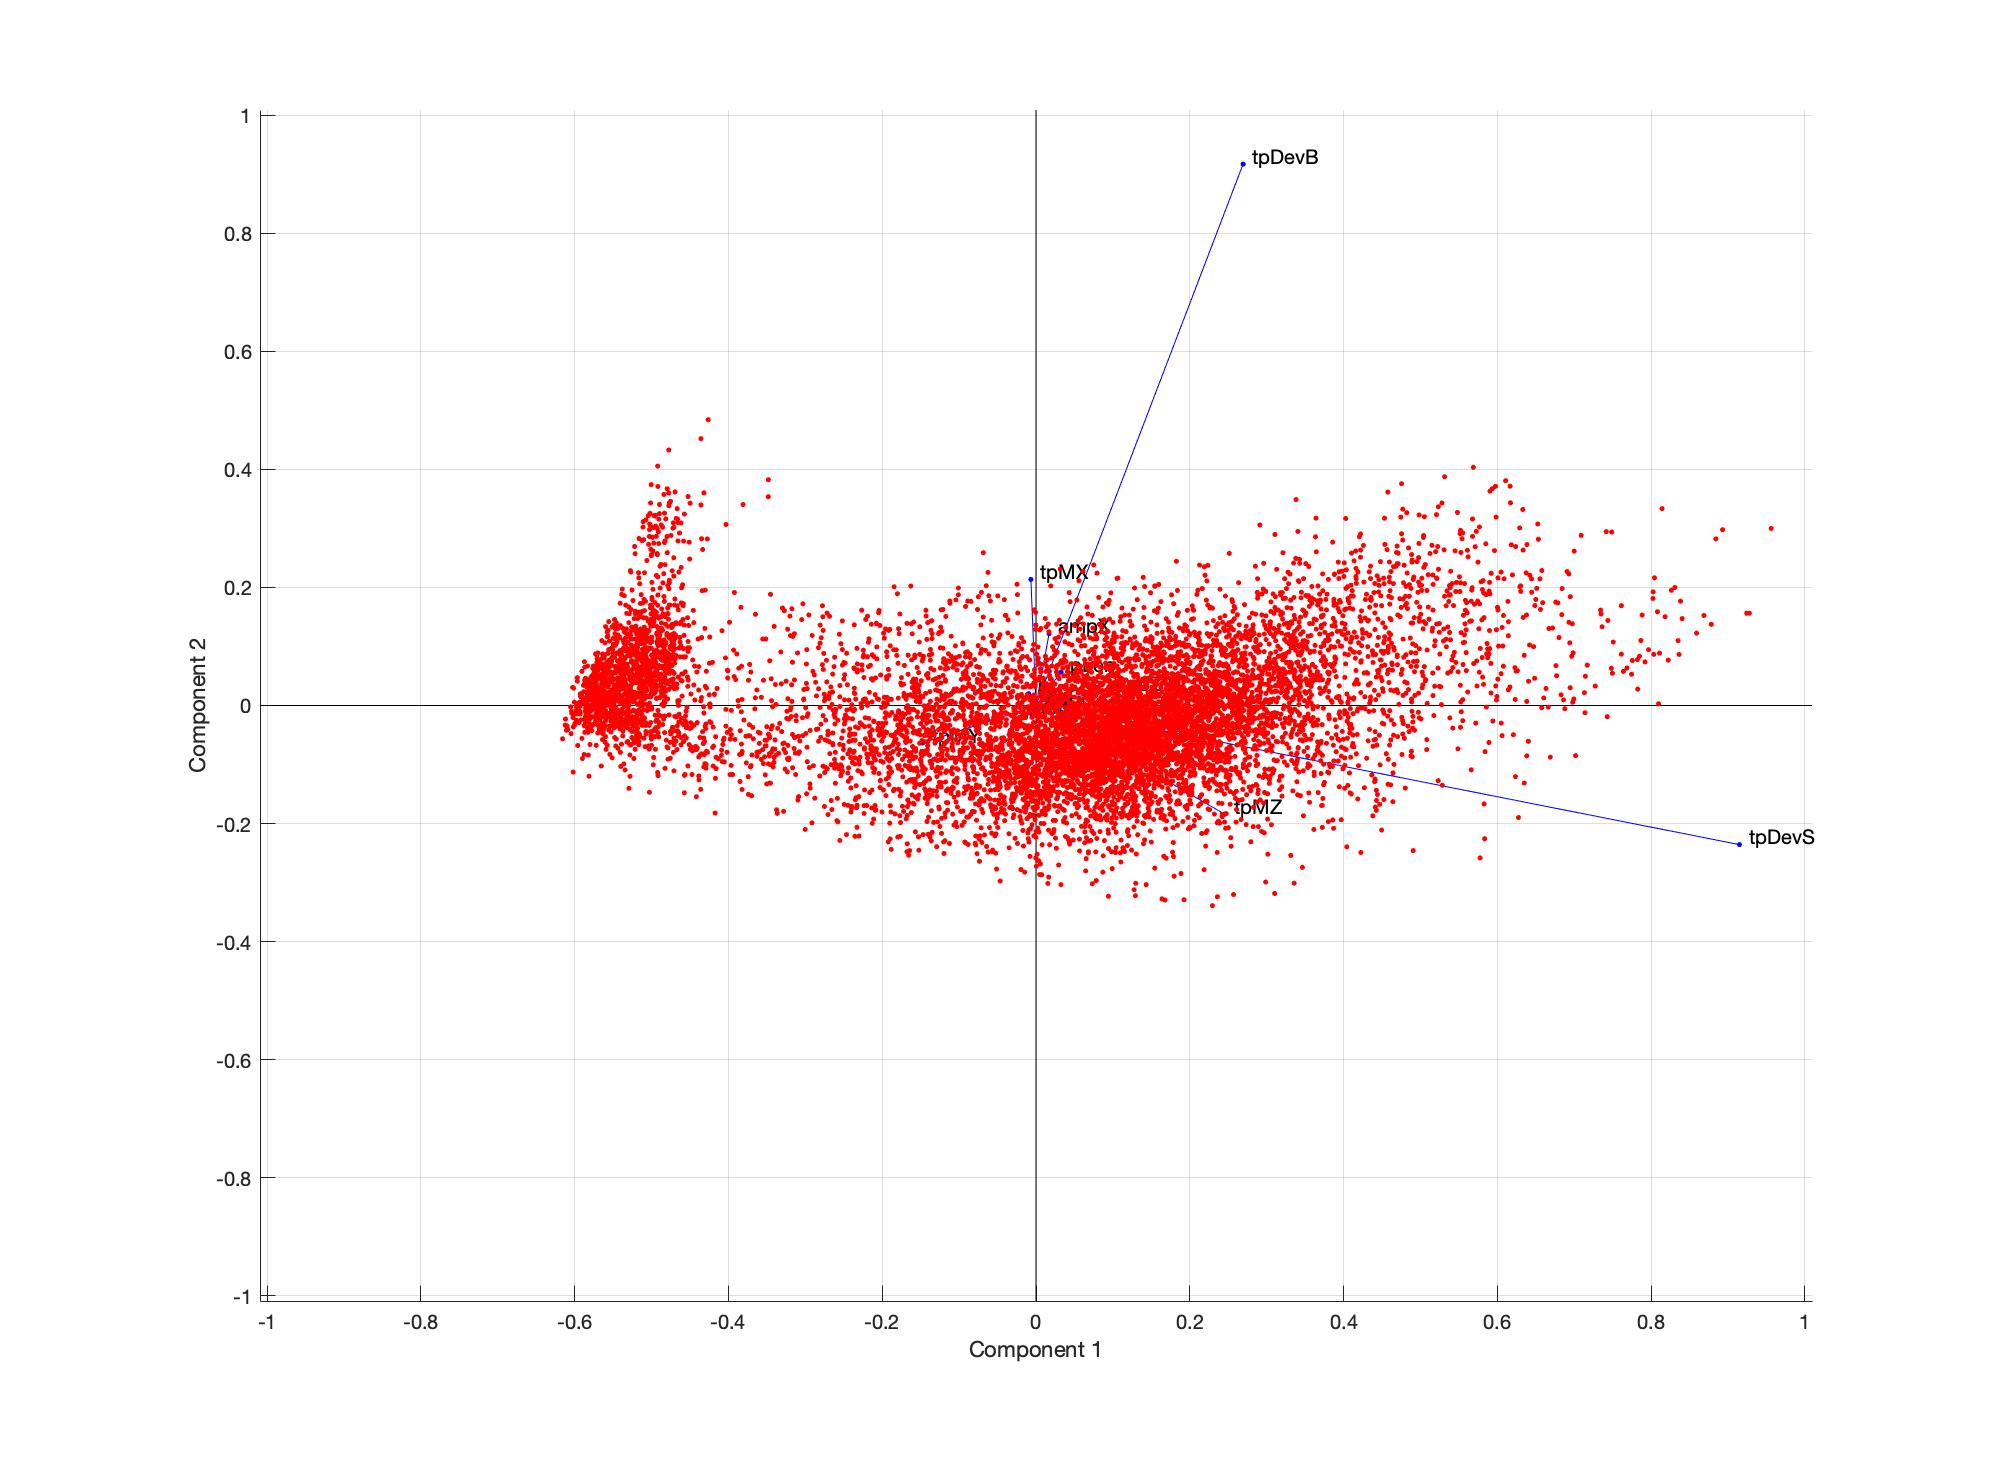 1
tpDevB
0.8
0.6
0.4
0.2
tpMX
ampX
0
-0.2
tpMZ
tpDevS
-0.4
-0.6
-0.8
-1
-1 -0.8 -0.6 -0.4 -0.2 0 0.2 0.4 0.6 0.8 1
Component 1
Component 2